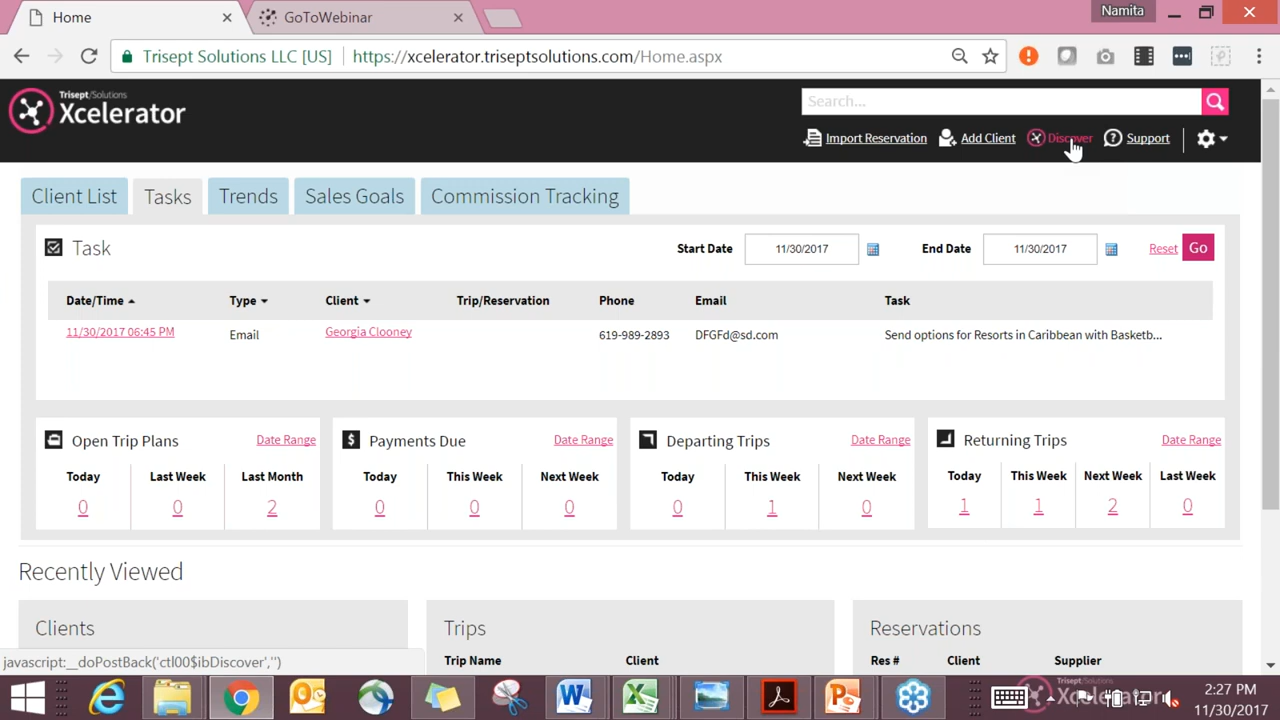 Home
GoToWebinar
Namita
Trisept Solutions LLC [US]
https://xcelerator.triseptsolutions.com/Home.aspx
Trisept/Solutions
Xcelerator
Search...
Import Reservation
Add Client
Discover
Support
Client List
Tasks
Trends
Sales Goals
Commission Tracking
Task
Start Date
11/30/2017
End Date
11/30/2017
Reset
Go
Date/Time
Type
Client
Trip/Reservation
Phone
Email
Task
11/30/2017 06:45 PM
Email
Georgia Clooney
619-989-2893
DFGFd@sd.com
Send options for Resorts in Caribbean with Basketb...
Open Trip Plans
Date Range
Today
Last Week
Last Month
0
0
2
Payments Due
Date Range
Today
This Week
Next Week
0
0
0
Departing Trips
Date Range
Today
This Week
Next Week
0
1
0
Returning Trips
Date Range
Today
This Week
Next Week
Last Week
1
1
2
0
Recently Viewed
Clients
Trips
Trip Name
Client
Reservations
Res #
Client
Supplier
javascript:__doPostBack('ctl00$ibDiscover','')
Xcelerator
2:27 PM
11/30/2017